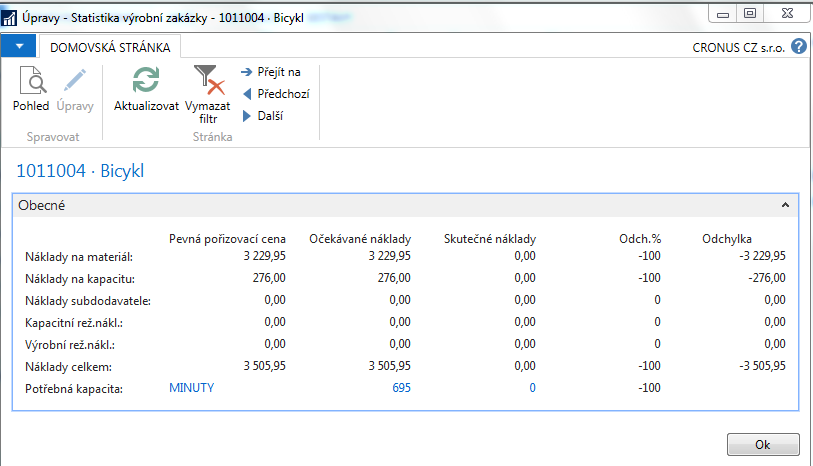 Úpravy - Statistika výrobní zakázky - 1011004 · Bicykl
DOMOVSKÁ STRÁNKA
CRONUS CZ s.r.o.
Pohled
Úpravy
Spravovat
Aktualizovat
Vymazat filtr
Přejít na
Předchozí
Další
Stránka
1011004 · Bicykl
Obecné
Pevná pořizovací cena Očekávané náklady Skutečné náklady Odch.% Odchylka
Náklady na materiál: 3 229,95 3 229,95 0,00 -100 -3 229,95
Náklady na kapacitu: 276,00 276,00 0,00 -100 -276,00
Náklady subdodavatele: 0,00 0,00 0,00 0 0,00
Kapacitní rež.nákl.: 0,00 0,00 0,00 0 0,00
Výrobní rež.nákl.: 0,00 0,00 0,00 0 0,00
Náklady celkem: 3 505,95 3 505,95 0,00 -100 -3 505,95
Potřebná kapacita: MINUTY 695 0 -100
Ok